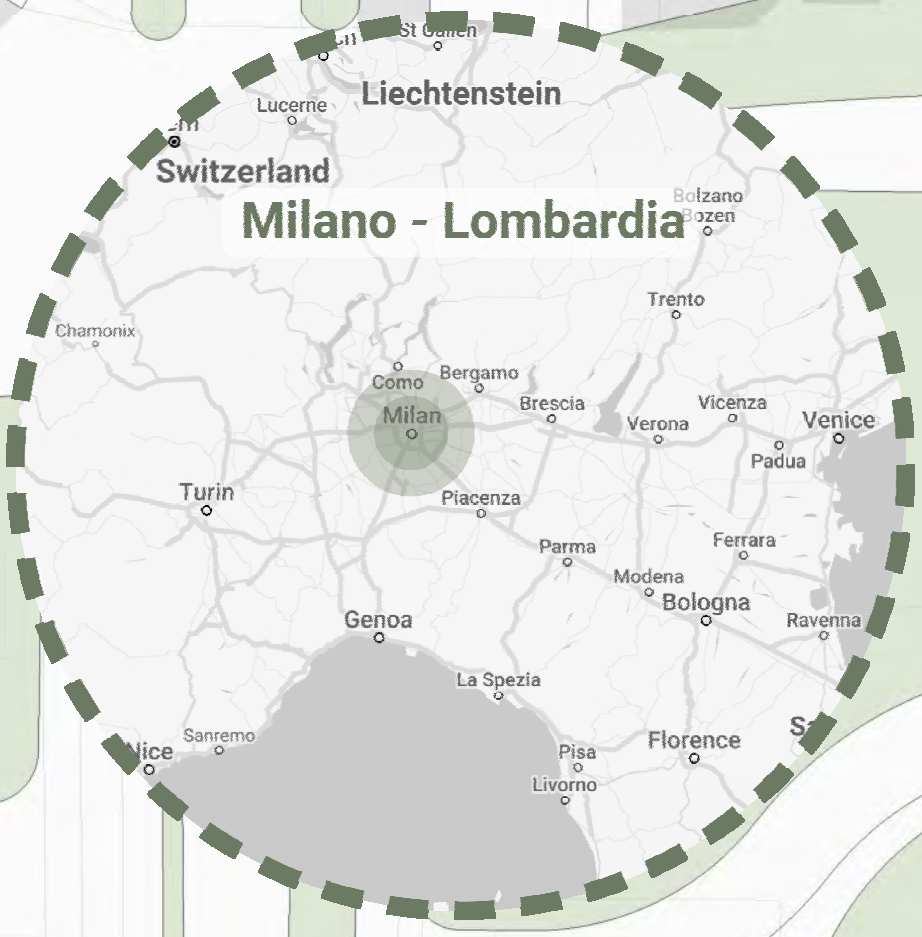 St Gallen
Liechtenstein
Lucerne
Switzerland
Milano - Lombardia
Bolzano
Bozen
Trento
Chamonix
Como
Bergamo
Milan
Brescia
Vicenza
Verona
Venice
Padua
Turin
Piacenza
Parma
Ferrara
Modena
Bologna
Genoa
Ravenna
La Spezia
Sanremo
Nice
Pisa
Florence
Livorno